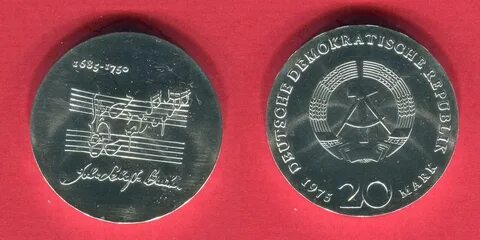 1685-1750
DEUTSCHE DEMOKRATISCHE REPUBLIK
1975 20 MARK